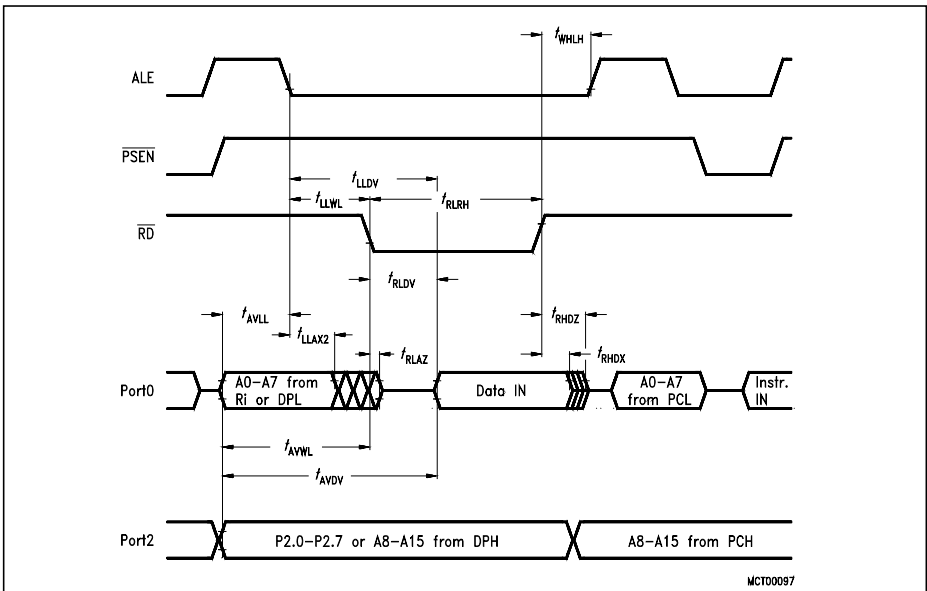 tWHLH
ALE
PSEN
tLLDV
tLLWL
tRLRH
RD
tRLDV
tAVLL
tRHDZ
tLLAX2
tRLAZ
tRHDX
Port0
A0–A7 from
Ri or DPL
Data IN
A0–A7
from PCL
Instr.
IN
tAVWL
tAVDV
Port2
P2.0–P2.7 or A8–A15 from DPH
A8–A15 from PCH
MCT00097